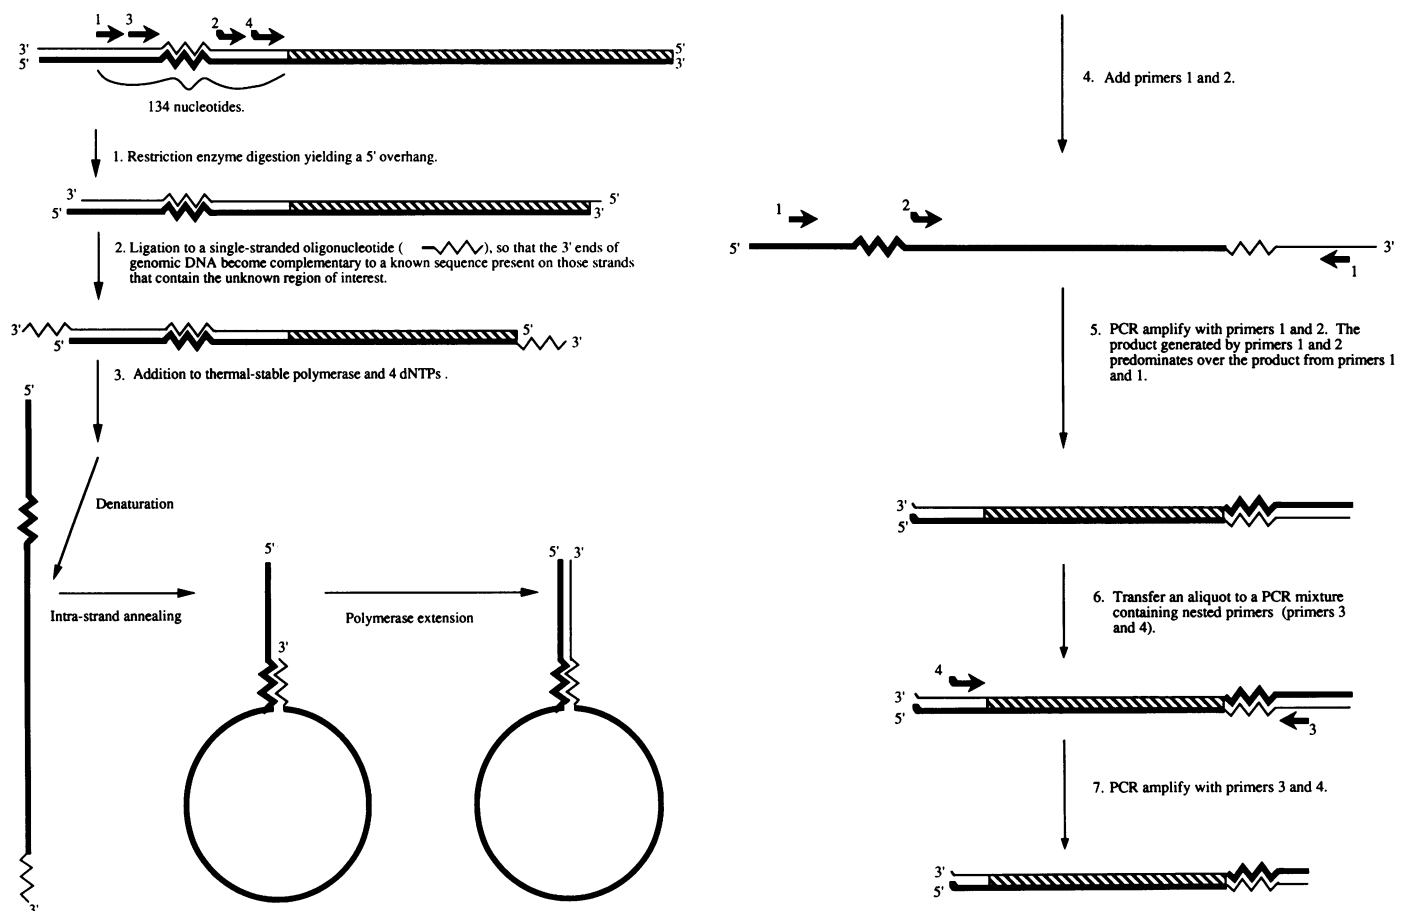 1 3 2 4
3' 5'
5' 3'
134 nucleotides.
1. Restriction enzyme digestion yielding a 5' overhang.
3' 5'
5' 3'
2. Ligation to a single-stranded oligonucleotide ( ), so that the 3' ends of
genomic DNA become complementary to a known sequence present on those strands
that contain the unknown region of interest.
3' 5'
5' 3'
3. Addition to thermal-stable polymerase and 4 dNTPs .
5'
Denaturation
Intra-strand annealing
3'
5'
3'
Polymerase extension
5' 3'
4. Add primers 1 and 2.
1 2
5' 3'
1
5. PCR amplify with primers 1 and 2. The
product generated by primers 1 and 2
predominates over the product from primers 1
and 1.
3'
5'
6. Transfer an aliquot to a PCR mixture
containing nested primers (primers 3
and 4).
4
3'
5'
3
7. PCR amplify with primers 3 and 4.
3'
5'